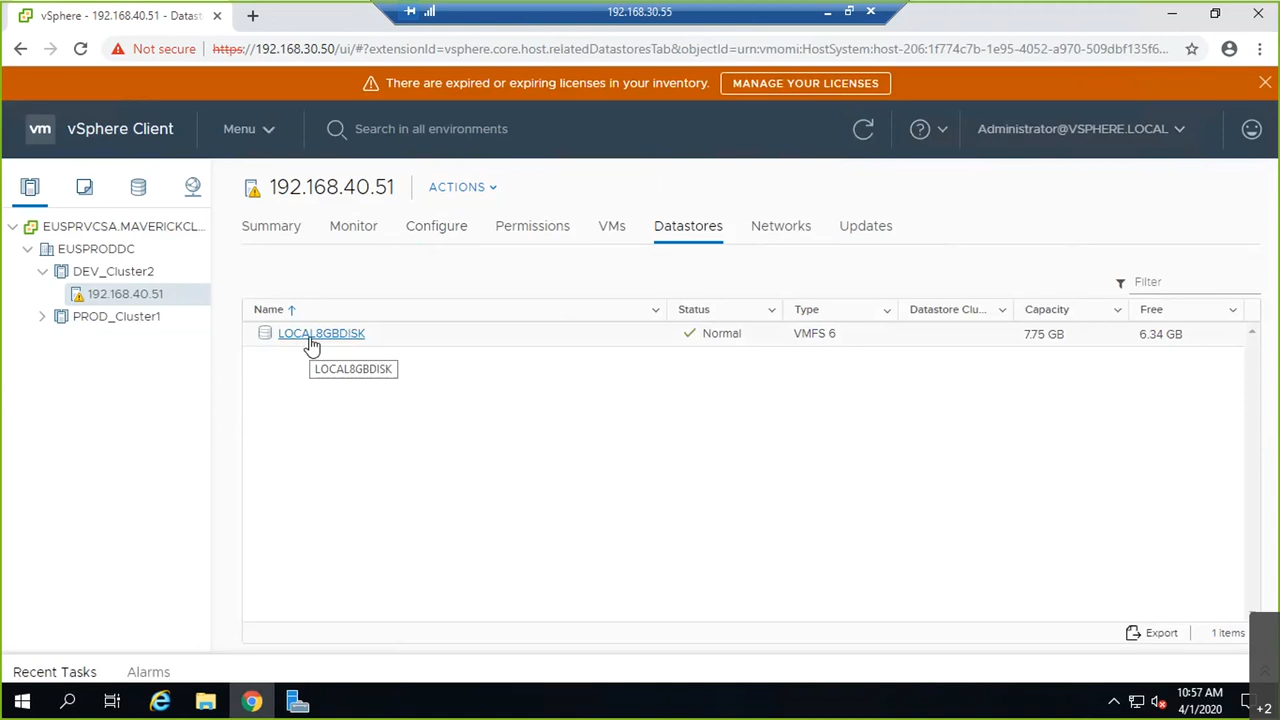 vSphere - 192.168.40.51 - Datast
192.168.30.55
Not secure
https://192.168.30.50/ui/#?extensionId=vsphere.core.host.relatedDatastoresTab&objectId=urn:vmomi:HostSystem:host-206:1f774c7b-1e95-4052-a970-509dbf135f6...
There are expired or expiring licenses in your inventory.
MANAGE YOUR LICENSES
vm vSphere Client Menu Search in all environments Administrator@VSPHERE.LOCAL
192.168.40.51 ACTIONS
Summary Monitor Configure Permissions VMs Datastores Networks Updates
EUSPRVCSA.MAVERICKCL...
EUSPRODDC
DEV_Cluster2
192.168.40.51
PROD_Cluster1
Filter
Name Status Type Datastore Clu... Capacity Free
LOCAL8GBDISK Normal VMFS 6 7.75 GB 6.34 GB
LOCAL8GBDISK
Export 1 items
Recent Tasks Alarms
10:57 AM
4/1/2020
+2